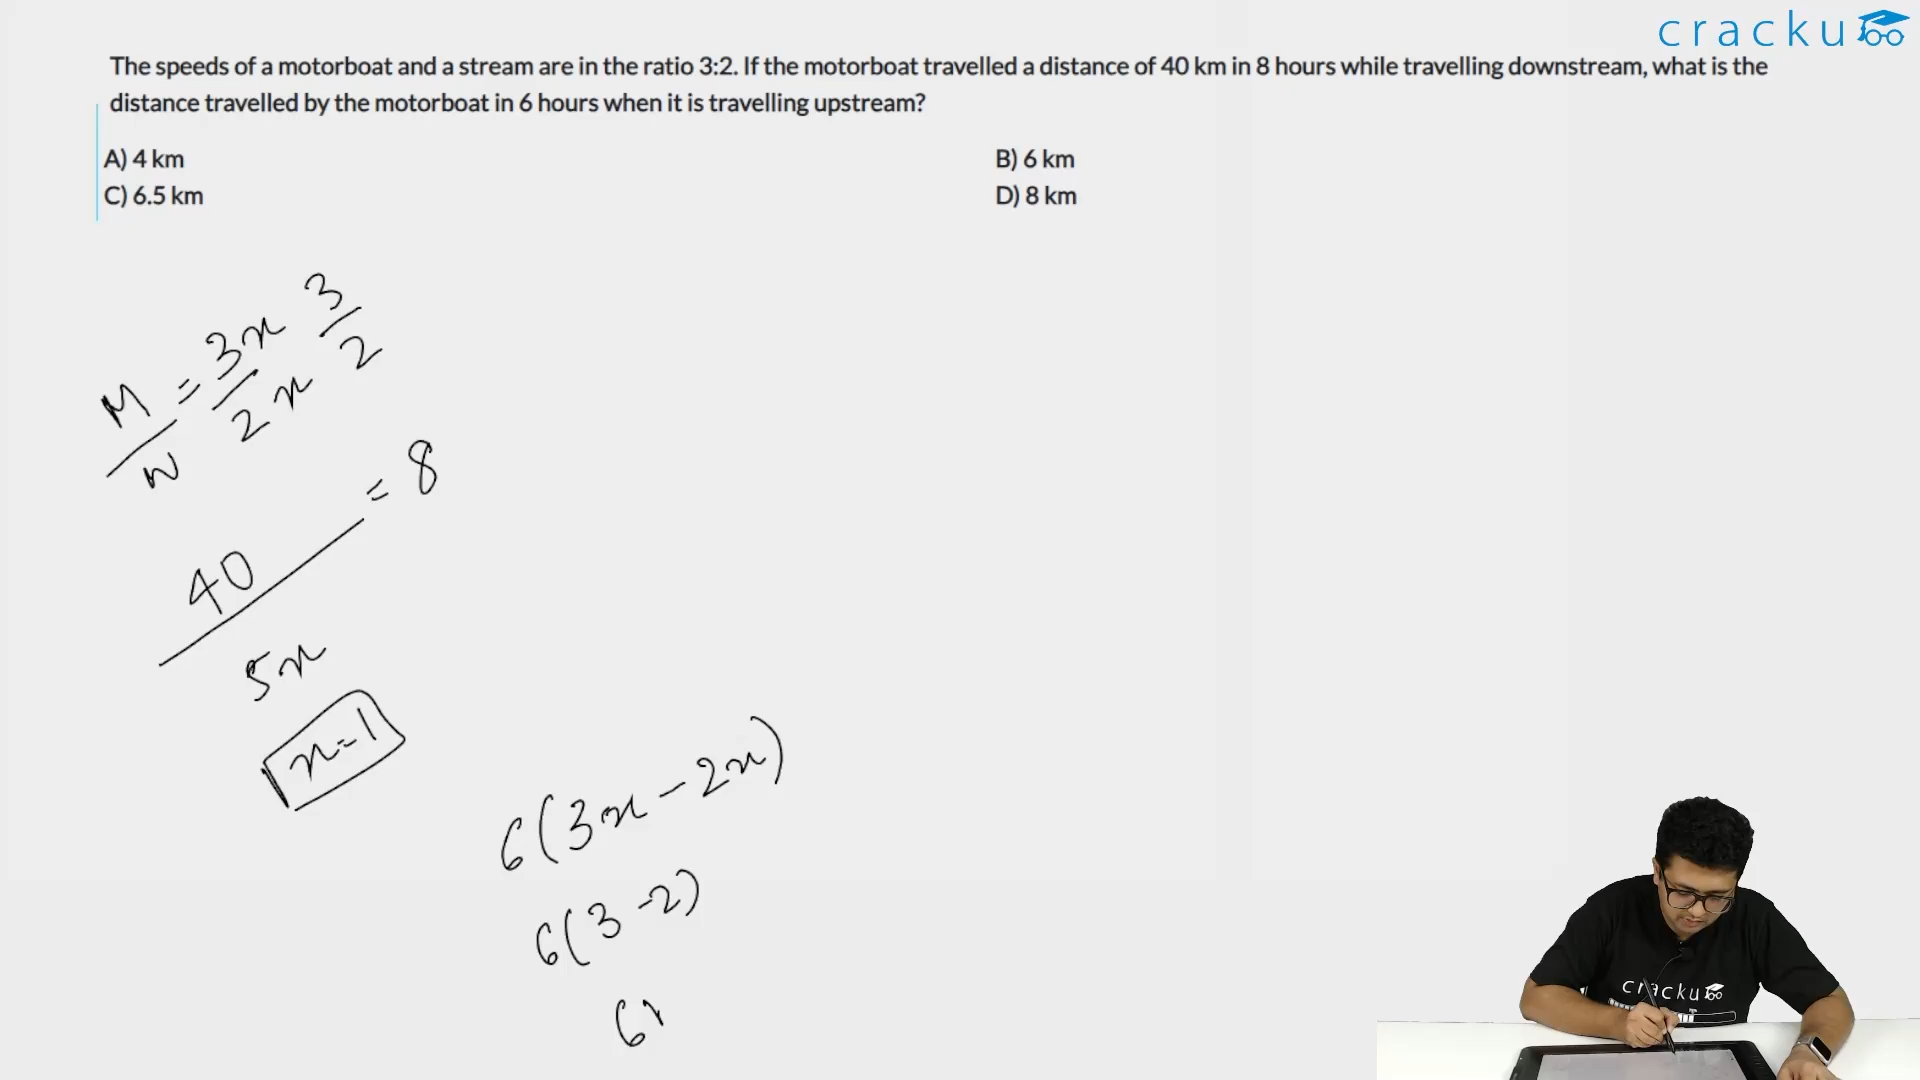 cracku
The speeds of a motorboat and a stream are in the ratio 3:2. If the motorboat travelled a distance of 40 km in 8 hours while travelling downstream, what is the
distance travelled by the motorboat in 6 hours when it is travelling upstream?
A) 4 km
B) 6 km
C) 6.5 km
D) 8 km
M/W = 3x/2x 3/2
40/5x = 8
x=1
6(3x-2x)
6(3-2)
6
cracku